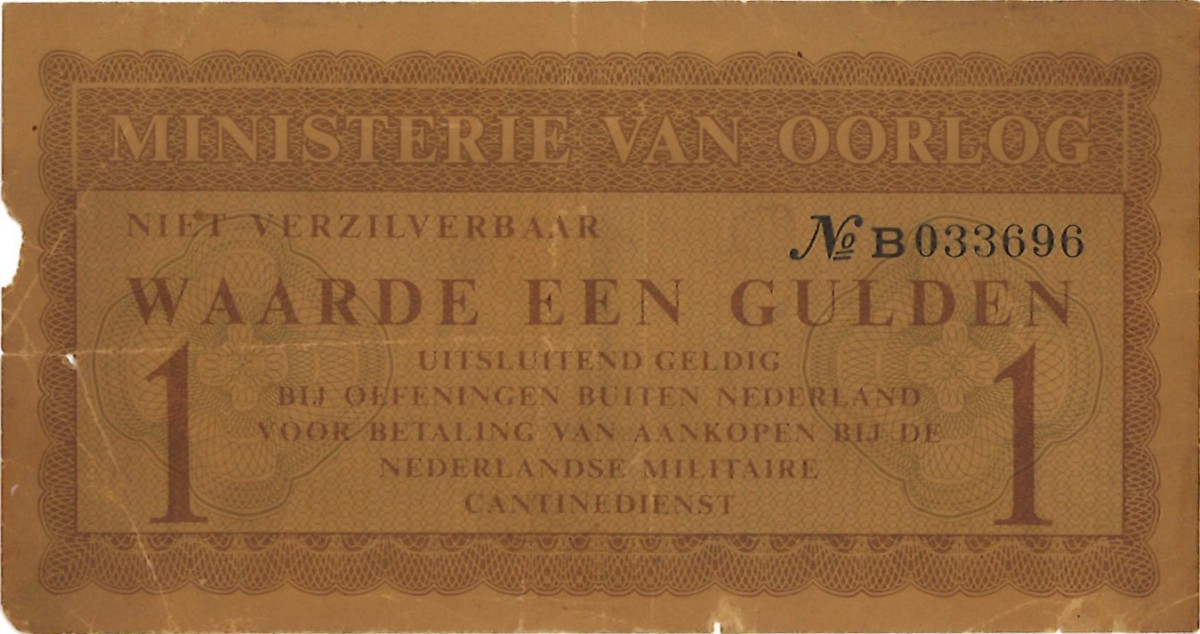 MINISTERIE VAN OORLOG
NIET VERZILVERBAAR
№ B033696
WAARDE EEN GULDEN
1
UITSLUITEND GELDIG
BIJ OEFENINGEN BUITEN NEDERLAND
VOOR BETALING VAN AANKOPEN BIJ DE
NEDERLANDSE MILITAIRE
CANTINEDIENST
1